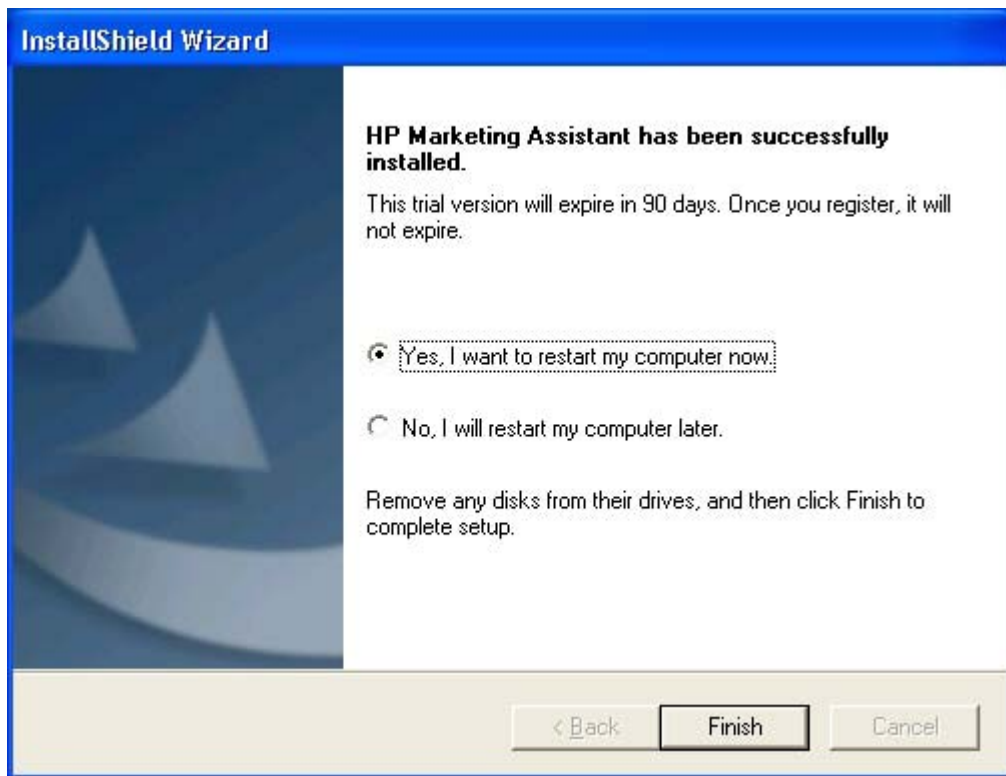 InstallShield Wizard
HP Marketing Assistant has been successfully
installed.
This trial version will expire in 90 days. Once you register, it will
not expire.
Yes, I want to restart my computer now.
No, I will restart my computer later.
Remove any disks from their drives, and then click Finish to
complete setup.
< Back
Finish
Cancel